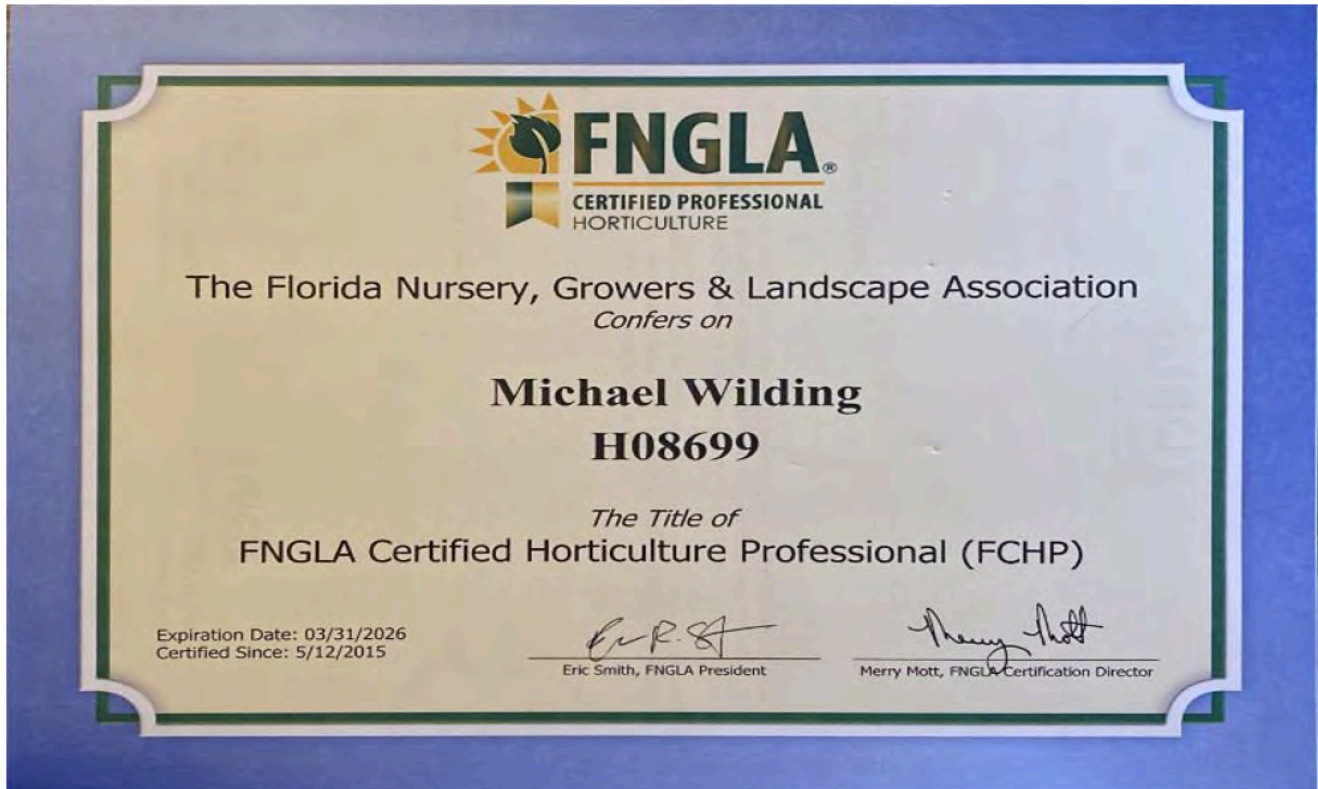 FNGLA®
CERTIFIED PROFESSIONAL
HORTICULTURE
The Florida Nursery, Growers & Landscape Association
Confers on
Michael Wilding
H08699
The Title of
FNGLA Certified Horticulture Professional (FCHP)
Expiration Date: 03/31/2026
Certified Since: 5/12/2015
Eric Smith, FNGLA President
Merry Mott
Merry Mott, FNGLA Certification Director